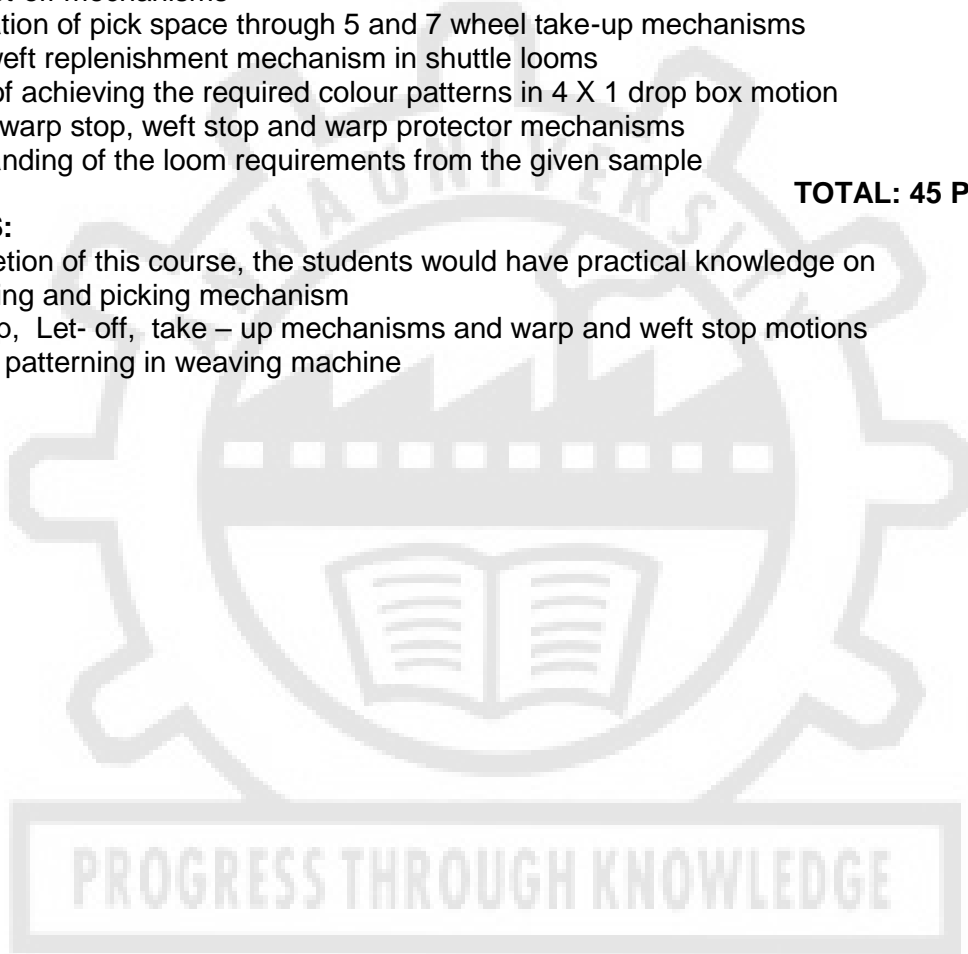 ation of pick space through 5 and 7 wheel take-up mechanisms
weft replenishment mechanism in shuttle looms
of achieving the required colour patterns in 4 X 1 drop box motion
warp stop, weft stop and warp protector mechanisms
nding of the loom requirements from the given sample
TOTAL: 45 P
S:
etion of this course, the students would have practical knowledge on
ing and picking mechanism
o, Let- off, take – up mechanisms and warp and weft stop motions
patterning in weaving machine
ANNA UNIVERSITY
PROGRESS THROUGH KNOWLEDGE